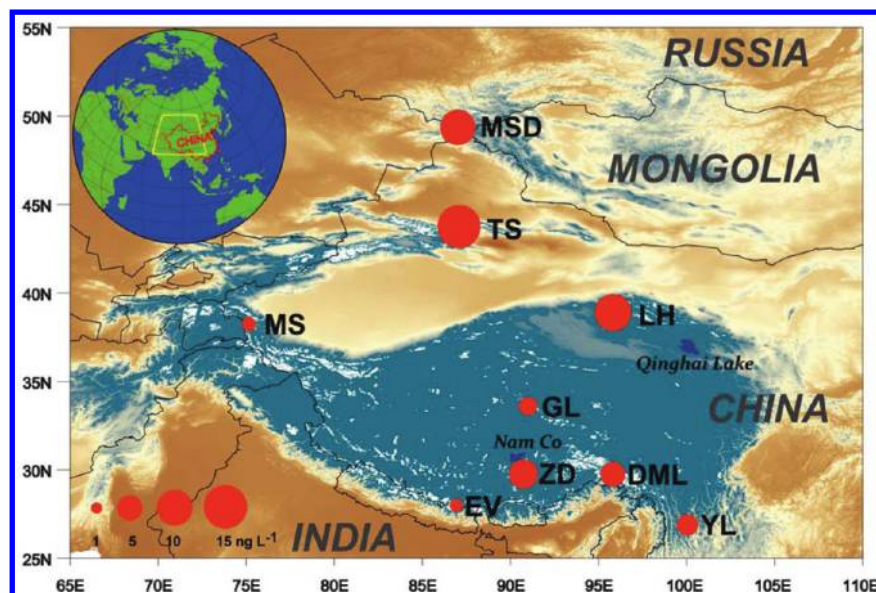 55N
RUSSIA
CHINA
50N
MSD
MONGOLIA
45N
TS
40N
MS
LH
Qinghai Lake
35N
GL
CHINA
Nam Co
30N
ZD
DML
EV
YL
1 5 10 15 ng L-1
INDIA
25N
65E 70E 75E 80E 85E 90E 95E 100E 105E 110E